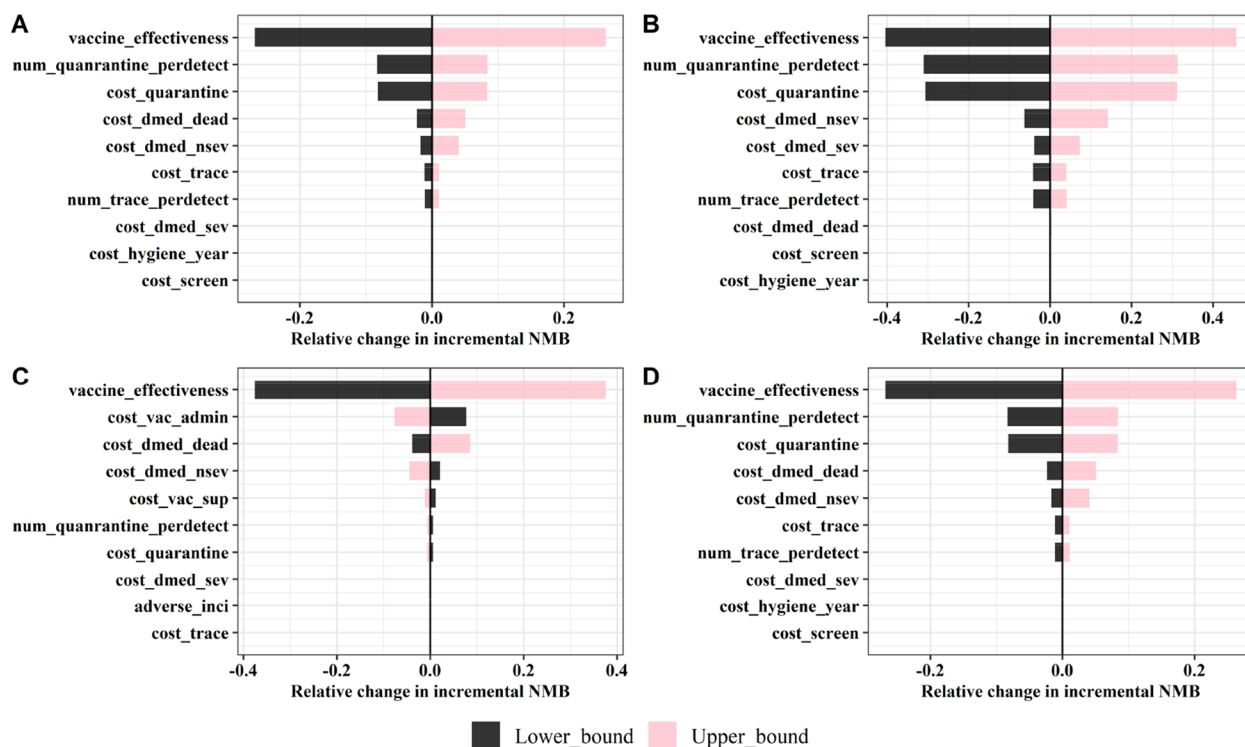 A
vaccine_effectiveness
num_quanrantine_perdetect
cost_quarantine
cost_dmed_dead
cost_dmed_nsev
cost_trace
num_trace_perdetect
cost_dmed_sev
cost_hygiene_year
cost_screen
-0.2 0.0 0.2
Relative change in incremental NMB
B
vaccine_effectiveness
num_quanrantine_perdetect
cost_quarantine
cost_dmed_nsev
cost_dmed_sev
cost_trace
num_trace_perdetect
cost_dmed_dead
cost_screen
cost_hygiene_year
-0.4 -0.2 0.0 0.2 0.4
Relative change in incremental NMB
C
vaccine_effectiveness
cost_vac_admin
cost_dmed_dead
cost_dmed_nsev
cost_vac_sup
num_quanrantine_perdetect
cost_quarantine
cost_dmed_sev
adverse_inci
cost_trace
-0.4 -0.2 0.0 0.2 0.4
Relative change in incremental NMB
D
vaccine_effectiveness
num_quanrantine_perdetect
cost_quarantine
cost_dmed_dead
cost_dmed_nsev
cost_trace
num_trace_perdetect
cost_dmed_sev
cost_hygiene_year
cost_screen
-0.2 0.0 0.2
Relative change in incremental NMB
Lower_bound Upper_bound